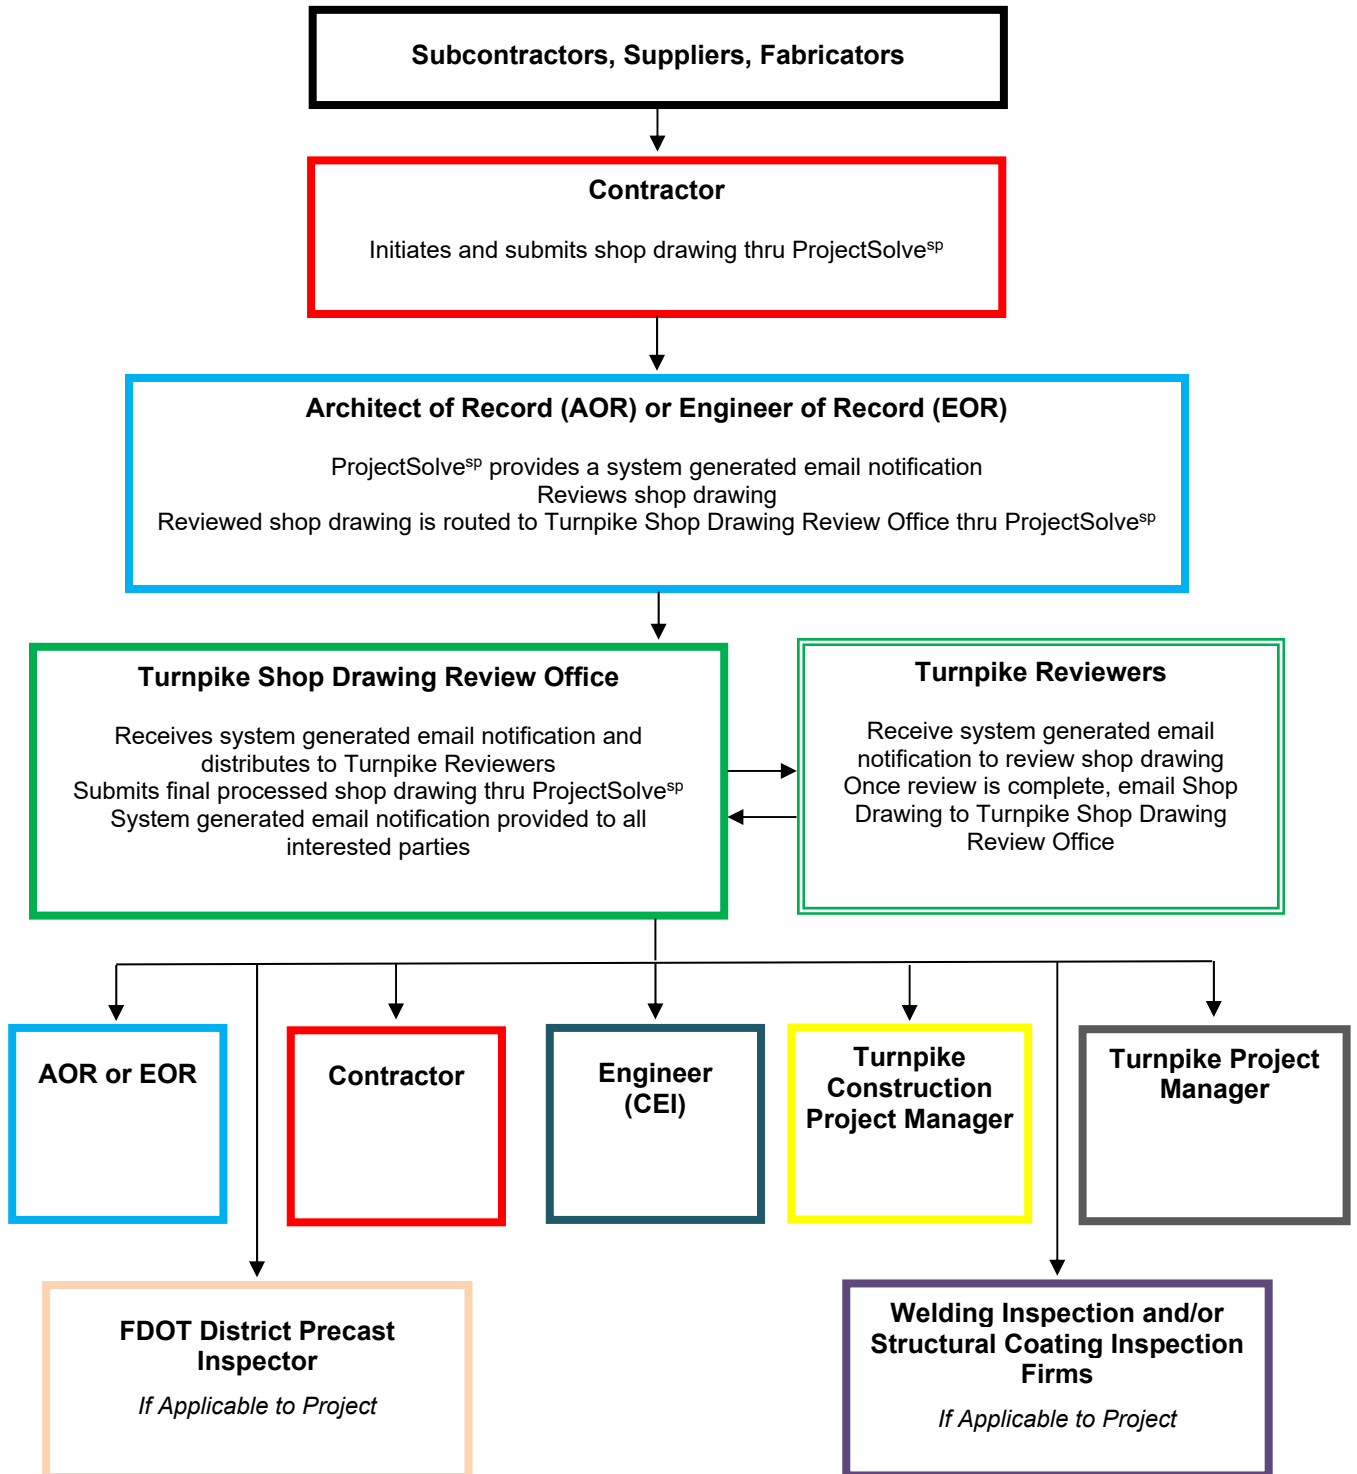 Subcontractors, Suppliers, Fabricators
Contractor
Initiates and submits shop drawing thru ProjectSolveˢᵖ
Architect of Record (AOR) or Engineer of Record (EOR)
ProjectSolveˢᵖ provides a system generated email notification
Reviews shop drawing
Reviewed shop drawing is routed to Turnpike Shop Drawing Review Office thru ProjectSolveˢᵖ
Turnpike Shop Drawing Review Office
Receives system generated email notification and
distributes to Turnpike Reviewers
Submits final processed shop drawing thru ProjectSolveˢᵖ
System generated email notification provided to all
interested parties
Turnpike Reviewers
Receive system generated email
notification to review shop drawing
Once review is complete, email Shop
Drawing to Turnpike Shop Drawing
Review Office
AOR or EOR
Contractor
Engineer
(CEI)
Turnpike
Construction
Project Manager
Turnpike Project
Manager
FDOT District Precast
Inspector
If Applicable to Project
Welding Inspection and/or
Structural Coating Inspection
Firms
If Applicable to Project